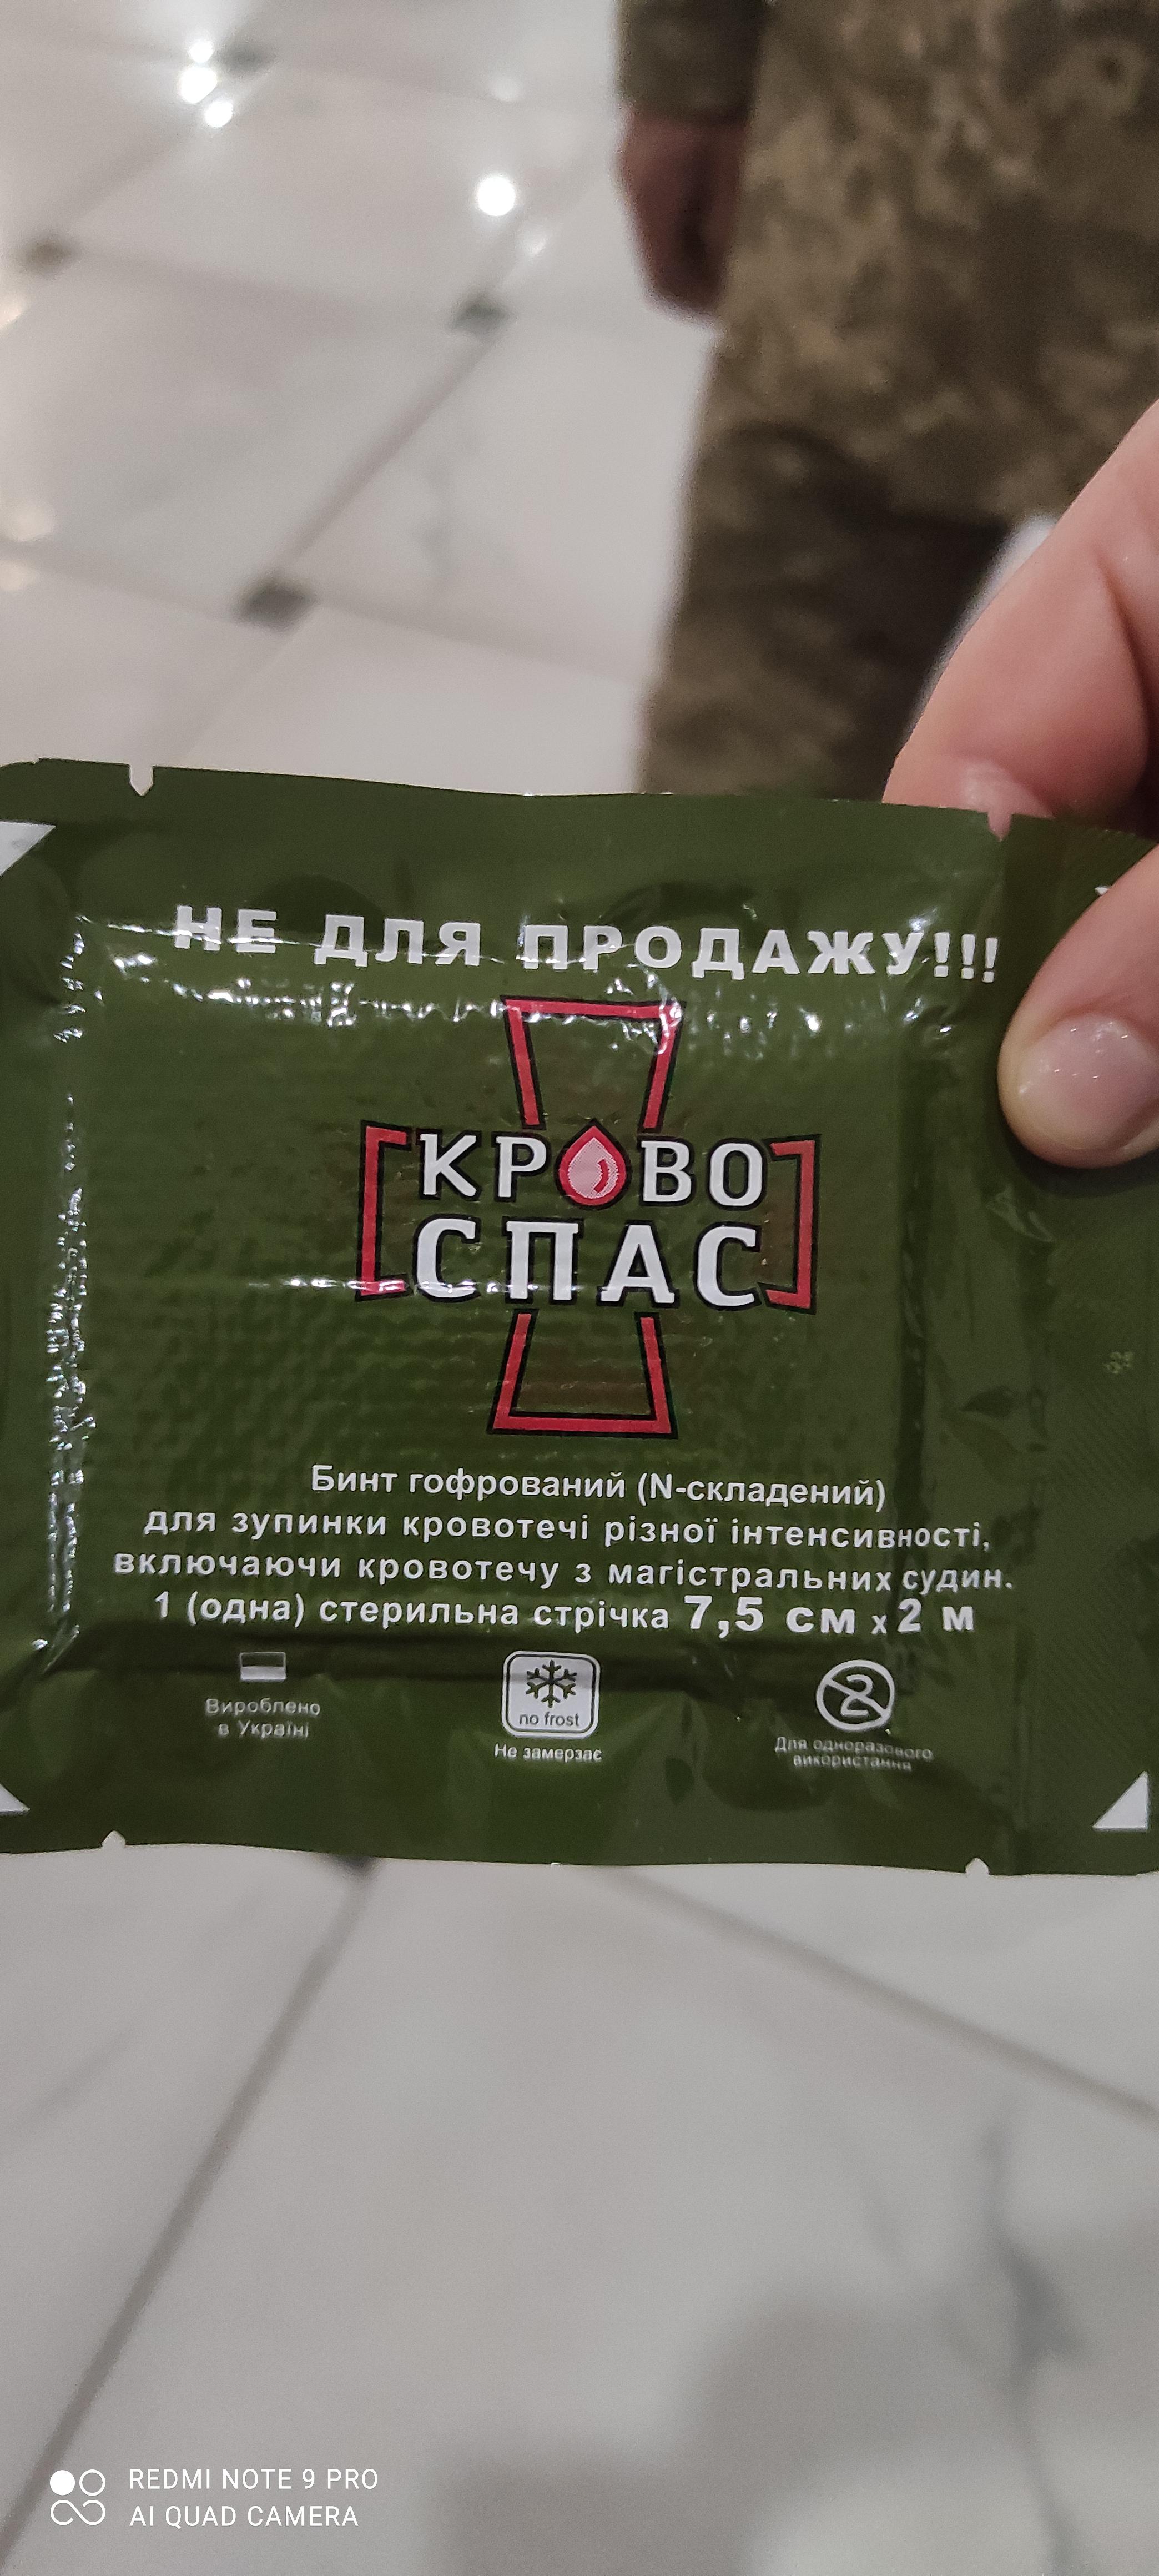 НЕ ДЛЯ ПРОДАЖУ!!!
КРОВО
СПАС
Бинт гофрований (N-складений)
для зупинки кровотечі різної інтенсивності,
включаючи кровотечу з магістральних судин.
1 (одна) стерильна стрічка 7,5 см х 2 м
Вироблено
в Україні
no frost
Не замерзає
2
Для одноразового
використання
REDMI NOTE 9 PRO
AI QUAD CAMERA